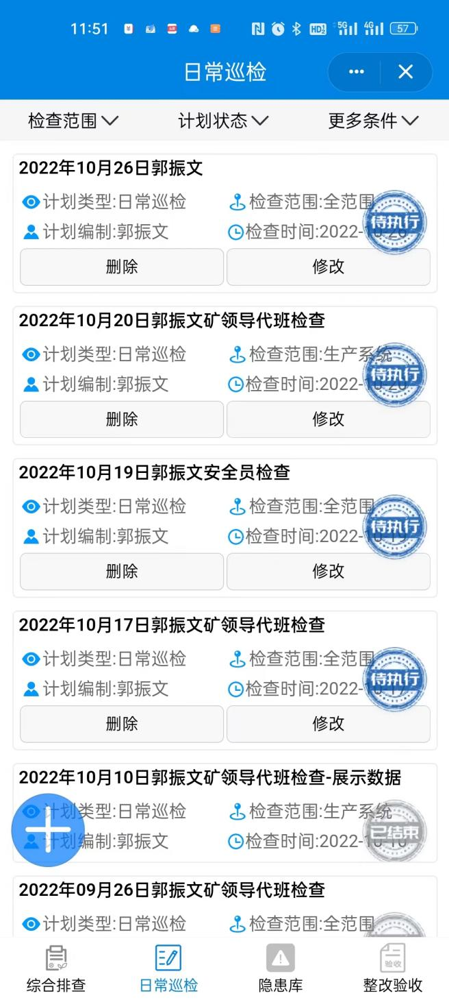 11:51
HD 5G 4G 57
日常巡检
检查范围 计划状态 更多条件
2022年10月26日郭振文
计划类型:日常巡检 检查范围:全范围
计划编制:郭振文 检查时间:2022-10-26
待执行
删除 修改
2022年10月20日郭振文矿领导代班检查
计划类型:日常巡检 检查范围:生产系统
计划编制:郭振文 检查时间:2022-10-20
待执行
删除 修改
2022年10月19日郭振文安全员检查
计划类型:日常巡检 检查范围:全范围
计划编制:郭振文 检查时间:2022-10-19
待执行
删除 修改
2022年10月17日郭振文矿领导代班检查
计划类型:日常巡检 检查范围:全范围
计划编制:郭振文 检查时间:2022-10-17
待执行
删除 修改
2022年10月10日郭振文矿领导代班检查-展示数据
计划类型:日常巡检 检查范围:生产系统
计划编制:郭振文 检查时间:2022-10-10
已结束
2022年09月26日郭振文矿领导代班检查
计划类型:日常巡检 检查范围:全范围
验收
综合排查 日常巡检 隐患库 整改验收